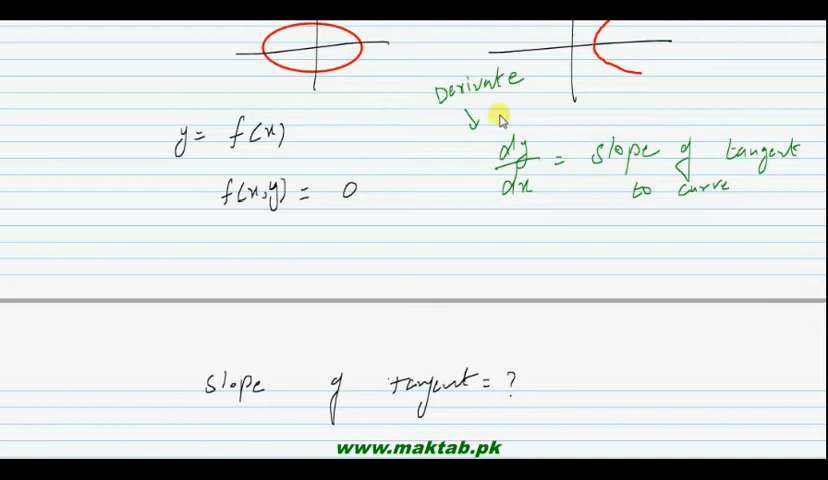 Derivate
y = f(x)
dy/dx = slope of tangent
to curve
f(x,y) = 0
slope of tangent = ?
www.maktab.pk